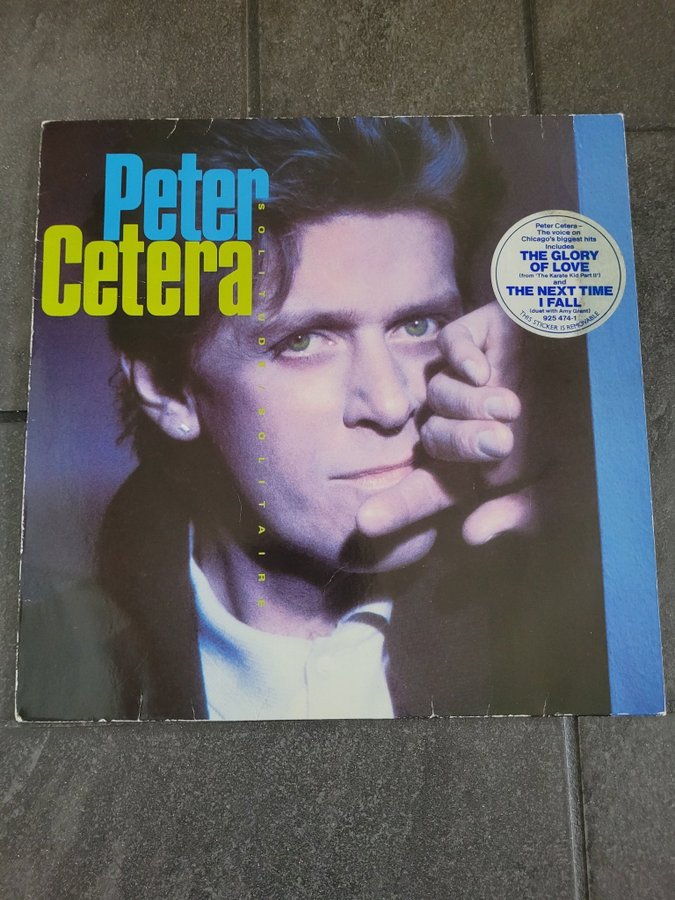 Peter
Cetera
SOLITUDE / SOLITAIRE
Peter Cetera–
The voice on
Chicago's biggest hits
Includes
THE GLORY
OF LOVE
(from 'The Karate Kid Part II')
and
THE NEXT TIME
I FALL
(duet with Amy Grant)
925 474-1
THIS STICKER IS REMOVABLE